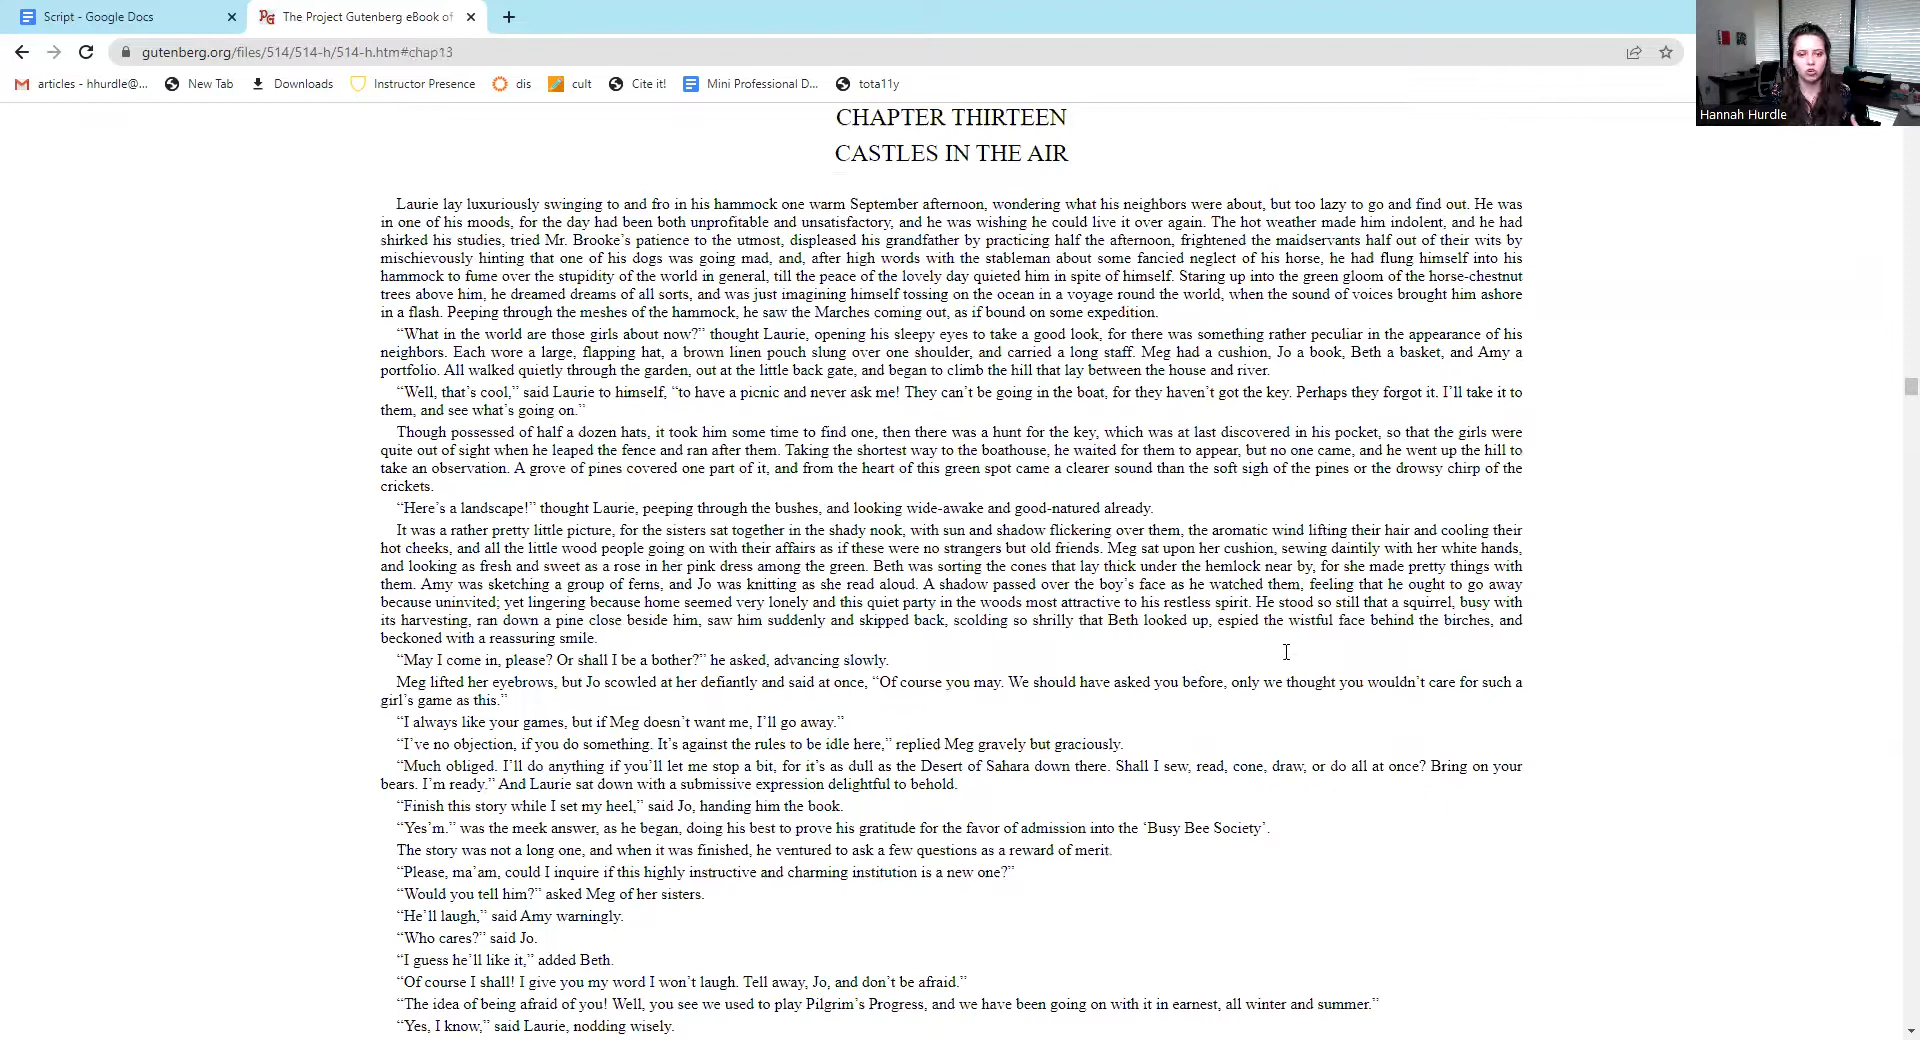 Script - Google Docs
The Project Gutenberg eBook of
gutenberg.org/files/514/514-h/514-h.htm#chap13
articles - hhurdle@... New Tab Downloads Instructor Presence dis cult Cite it! Mini Professional D... tota11y
Hannah Hurdle
CHAPTER THIRTEEN
CASTLES IN THE AIR
Laurie lay luxuriously swinging to and fro in his hammock one warm September afternoon, wondering what his neighbors were about, but too lazy to go and find out. He was
in one of his moods, for the day had been both unprofitable and unsatisfactory, and he was wishing he could live it over again. The hot weather made him indolent, and he had
shirked his studies, tried Mr. Brooke’s patience to the utmost, displeased his grandfather by practicing half the afternoon, frightened the maidservants half out of their wits by
mischievously hinting that one of his dogs was going mad, and, after high words with the stableman about some fancied neglect of his horse, he had flung himself into his
hammock to fume over the stupidity of the world in general, till the peace of the lovely day quieted him in spite of himself. Staring up into the green gloom of the horse-chestnut
trees above him, he dreamed dreams of all sorts, and was just imagining himself tossing on the ocean in a voyage round the world, when the sound of voices brought him ashore
in a flash. Peeping through the meshes of the hammock, he saw the Marches coming out, as if bound on some expedition.
“What in the world are those girls about now?” thought Laurie, opening his sleepy eyes to take a good look, for there was something rather peculiar in the appearance of his
neighbors. Each wore a large, flapping hat, a brown linen pouch slung over one shoulder, and carried a long staff. Meg had a cushion, Jo a book, Beth a basket, and Amy a
portfolio. All walked quietly through the garden, out at the little back gate, and began to climb the hill that lay between the house and river.
“Well, that’s cool,” said Laurie to himself, “to have a picnic and never ask me! They can’t be going in the boat, for they haven’t got the key. Perhaps they forgot it. I’ll take it to
them, and see what’s going on.”
Though possessed of half a dozen hats, it took him some time to find one, then there was a hunt for the key, which was at last discovered in his pocket, so that the girls were
quite out of sight when he leaped the fence and ran after them. Taking the shortest way to the boathouse, he waited for them to appear, but no one came, and he went up the hill to
take an observation. A grove of pines covered one part of it, and from the heart of this green spot came a clearer sound than the soft sigh of the pines or the drowsy chirp of the
crickets.
“Here’s a landscape!” thought Laurie, peeping through the bushes, and looking wide-awake and good-natured already.
It was a rather pretty little picture, for the sisters sat together in the shady nook, with sun and shadow flickering over them, the aromatic wind lifting their hair and cooling their
hot cheeks, and all the little wood people going on with their affairs as if these were no strangers but old friends. Meg sat upon her cushion, sewing daintily with her white hands,
and looking as fresh and sweet as a rose in her pink dress among the green. Beth was sorting the cones that lay thick under the hemlock near by, for she made pretty things with
them. Amy was sketching a group of ferns, and Jo was knitting as she read aloud. A shadow passed over the boy’s face as he watched them, feeling that he ought to go away
because uninvited; yet lingering because home seemed very lonely and this quiet party in the woods most attractive to his restless spirit. He stood so still that a squirrel, busy with
its harvesting, ran down a pine close beside him, saw him suddenly and skipped back, scolding so shrilly that Beth looked up, espied the wistful face behind the birches, and
beckoned with a reassuring smile.
“May I come in, please? Or shall I be a bother?” he asked, advancing slowly.
Meg lifted her eyebrows, but Jo scowled at her defiantly and said at once, “Of course you may. We should have asked you before, only we thought you wouldn’t care for such a
girl’s game as this.”
“I always like your games, but if Meg doesn’t want me, I’ll go away.”
“I’ve no objection, if you do something. It’s against the rules to be idle here,” replied Meg gravely but graciously.
“Much obliged. I’ll do anything if you’ll let me stop a bit, for it’s as dull as the Desert of Sahara down there. Shall I sew, read, cone, draw, or do all at once? Bring on your
bears. I’m ready.” And Laurie sat down with a submissive expression delightful to behold.
“Finish this story while I set my heel,” said Jo, handing him the book.
“Yes’m.” was the meek answer, as he began, doing his best to prove his gratitude for the favor of admission into the ‘Busy Bee Society’.
The story was not a long one, and when it was finished, he ventured to ask a few questions as a reward of merit.
“Please, ma’am, could I inquire if this highly instructive and charming institution is a new one?”
“Would you tell him?” asked Meg of her sisters.
“He’ll laugh,” said Amy warningly.
“Who cares?” said Jo.
“I guess he’ll like it,” added Beth.
“Of course I shall! I give you my word I won’t laugh. Tell away, Jo, and don’t be afraid.”
“The idea of being afraid of you! Well, you see we used to play Pilgrim’s Progress, and we have been going on with it in earnest, all winter and summer.”
“Yes, I know,” said Laurie, nodding wisely.